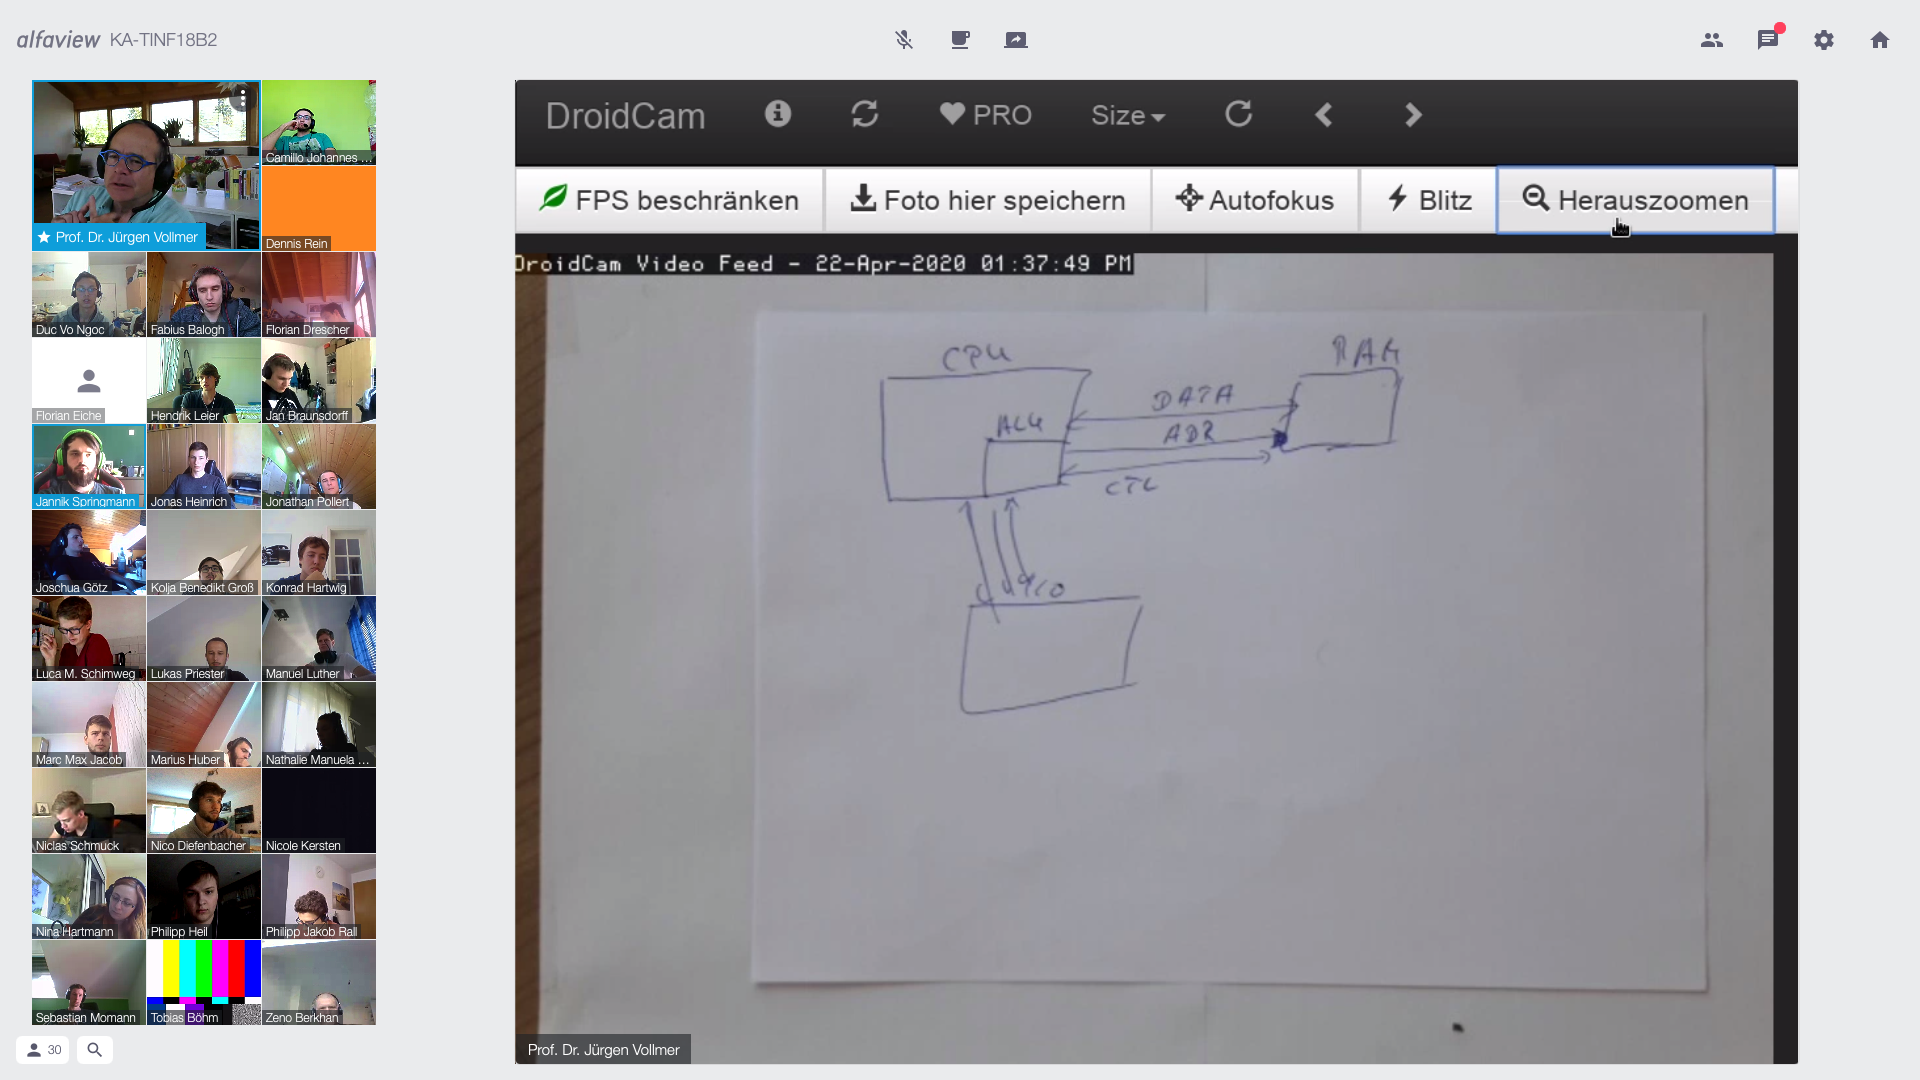 alfaview KA-TINF18B2
Prof. Dr. Jürgen Vollmer
Camillo Johannes ...
Dennis Rein
Duc Vo Ngoc
Fabius Balogh
Florian Drescher
Florian Eiche
Hendrik Leier
Jan Braunsdorff
Jannik Springmann
Jonas Heinrich
Jonathan Pollert
Joschua Götz
Kolja Benedikt Groß
Konrad Hartwig
Luca M. Schimweg
Lukas Priester
Manuel Luther
Marc Max Jacob
Marius Huber
Nathalie Manuela ...
Niclas Schmuck
Nico Diefenbacher
Nicole Kersten
Nina Hartmann
Philipp Heil
Philipp Jakob Rall
Sebastian Momann
Tobias Böhm
Zeno Berkhan
30
DroidCam PRO Size
FPS beschränken Foto hier speichern Autofokus Blitz Herauszoomen
DroidCam Video Feed - 22-Apr-2020 01:37:49 PM
CPU
RAM
DATA
ALU
ADR
CTL
Prof. Dr. Jürgen Vollmer